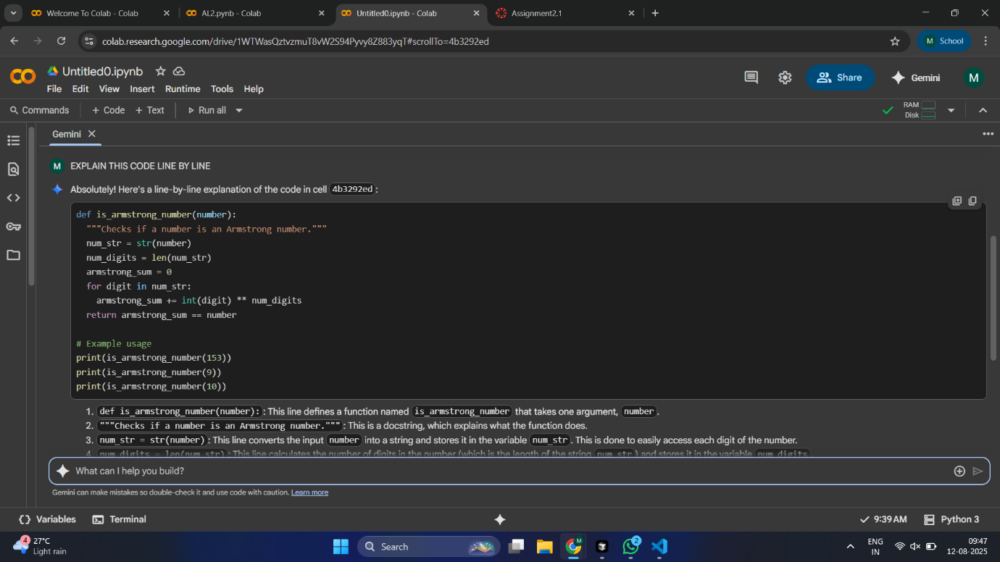 Welcome To Colab - Colab
AL2.pynb - Colab
Untitled0.ipynb - Colab
Assignment2.1
colab.research.google.com/drive/1WTWasQztvzmuT8vW2S94Pyvy8Z883yqT#scrollTo=4b3292ed
M School
Untitled0.ipynb
File Edit View Insert Runtime Tools Help
Share
Gemini
M
Commands + Code + Text Run all
RAM
Disk
Gemini
M EXPLAIN THIS CODE LINE BY LINE
Absolutely! Here's a line-by-line explanation of the code in cell 4b3292ed :
def is_armstrong_number(number):
"""Checks if a number is an Armstrong number."""
num_str = str(number)
num_digits = len(num_str)
armstrong_sum = 0
for digit in num_str:
armstrong_sum += int(digit) ** num_digits
return armstrong_sum == number
# Example usage
print(is_armstrong_number(153))
print(is_armstrong_number(9))
print(is_armstrong_number(10))
1. def is_armstrong_number(number): : This line defines a function named is_armstrong_number that takes one argument, number .
2. """Checks if a number is an Armstrong number.""" : This is a docstring, which explains what the function does.
3. num_str = str(number) : This line converts the input number into a string and stores it in the variable num_str . This is done to easily access each digit of the number.
4. num_digits = len(num_str) : This line calculates the number of digits in the number (which is the length of the string num_str ) and stores it in the variable num_digits
What can I help you build?
Gemini can make mistakes so double-check it and use code with caution. Learn more
Variables
Terminal
9:39 AM
Python 3
4
27°C
Light rain
Search
M
2
ENG
IN
09:47
12-08-2025